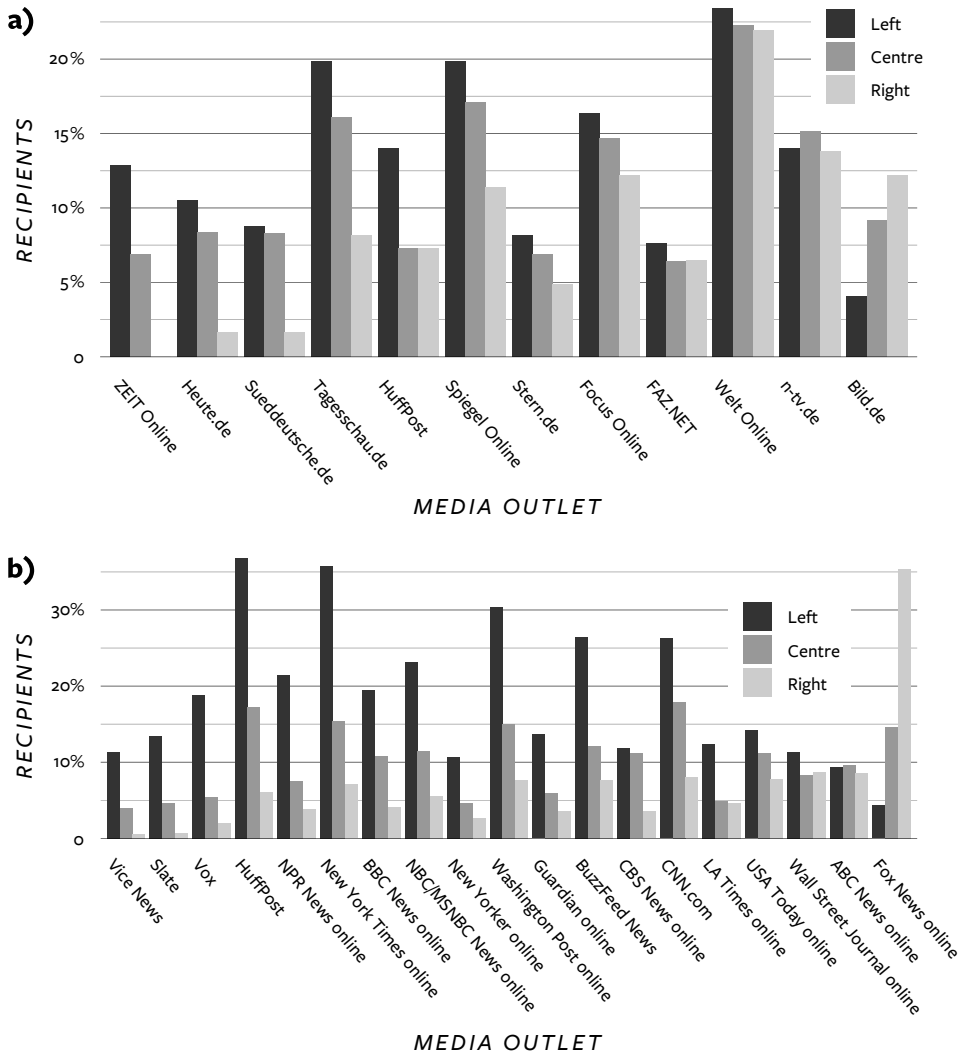 a)
Left
Centre
Right
20%
15%
10%
5%
0
RECIPIENTS
ZEIT Online
Heute.de
Sueddeutsche.de
Tagesschau.de
HuffPost
Spiegel Online
Stern.de
Focus Online
FAZ.NET
Welt Online
n-tv.de
Bild.de
MEDIA OUTLET
b)
Left
Centre
Right
30%
20%
10%
0
RECIPIENTS
Vice News
Slate
Vox
HuffPost
NPR News online
New York Times online
BBC News online
NBC/MSNBC News online
New Yorker online
Washington Post online
Guardian online
BuzzFeed News
CBS News online
CNN.com
LA Times online
USA Today online
Wall Street Journal online
ABC News online
Fox News online
MEDIA OUTLET